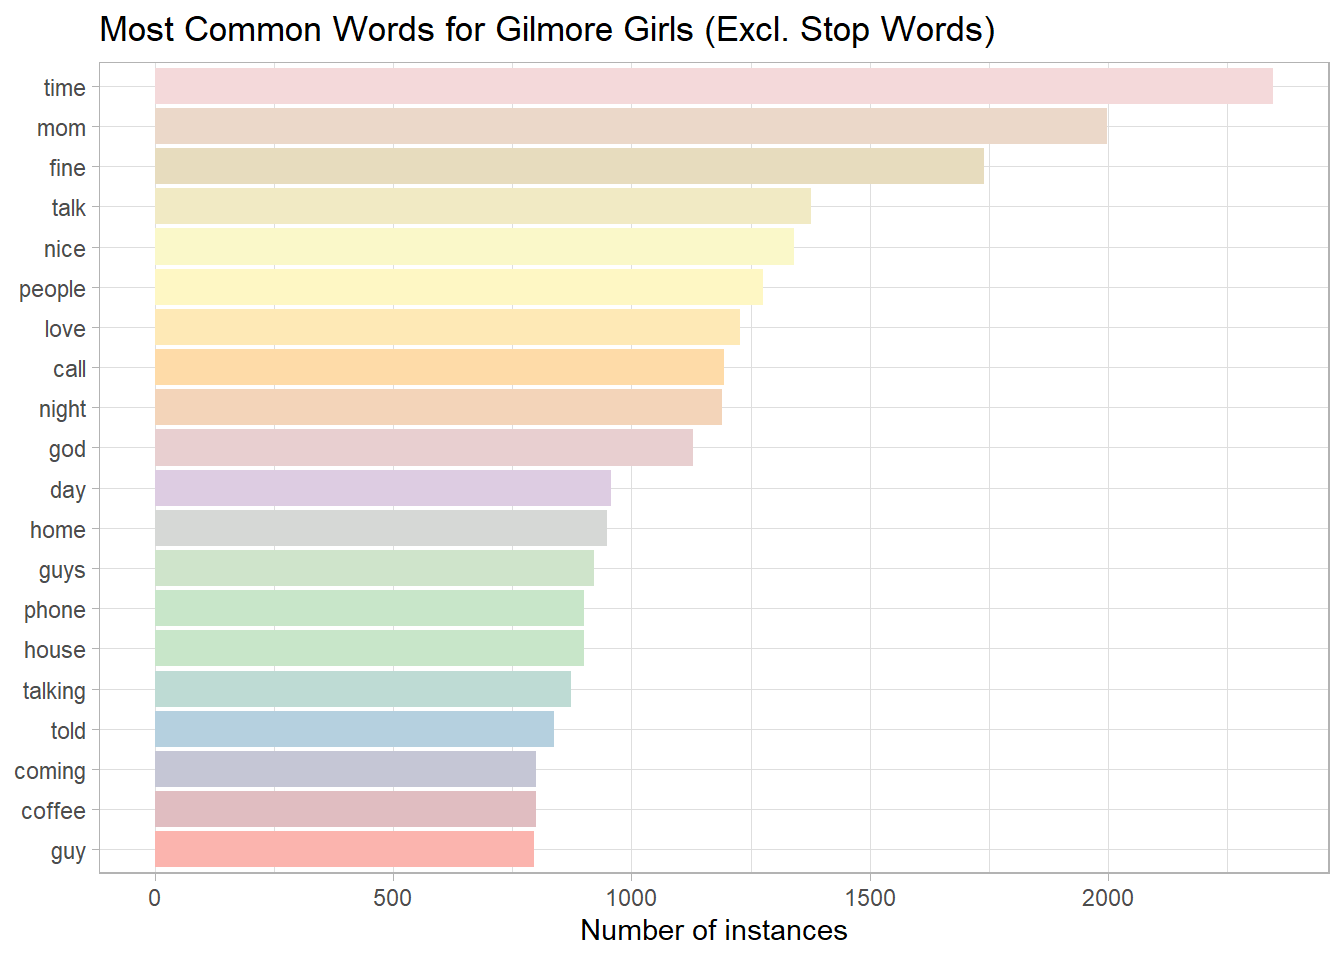 Most Common Words for Gilmore Girls (Excl. Stop Words)
time
mom
fine
talk
nice
people
love
call
night
god
day
home
guys
phone
house
talking
told
coming
coffee
guy
0 500 1000 1500 2000
Number of instances